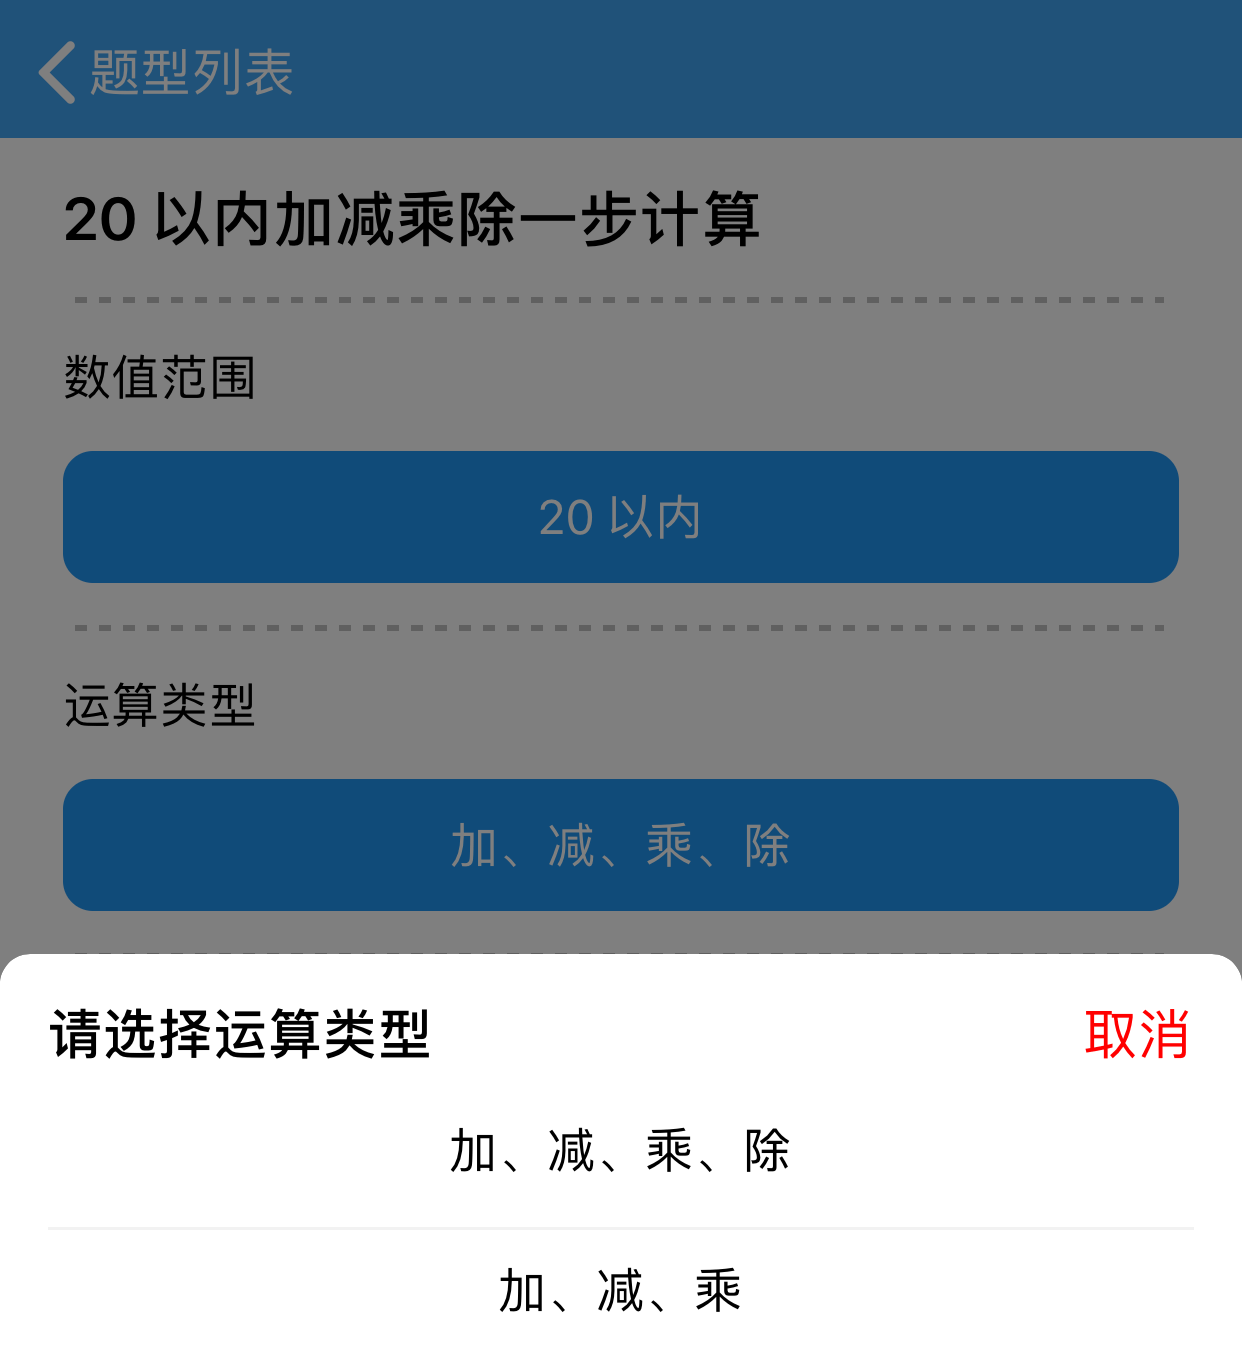 题型列表
20 以内加减乘除一步计算
数值范围
20 以内
运算类型
加、减、乘、除
请选择运算类型 取消
加、减、乘、除
加、减、乘